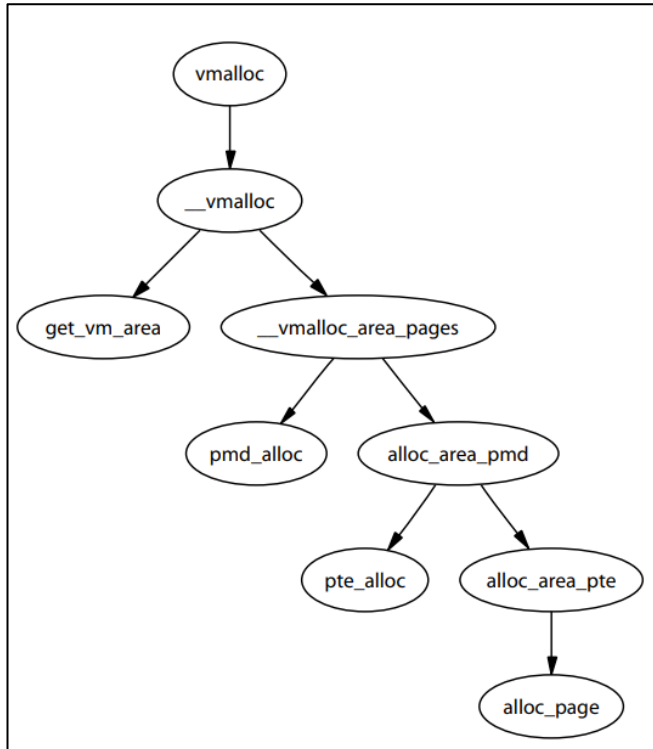 vmalloc
__vmalloc
get_vm_area
__vmalloc_area_pages
pmd_alloc
alloc_area_pmd
pte_alloc
alloc_area_pte
alloc_page